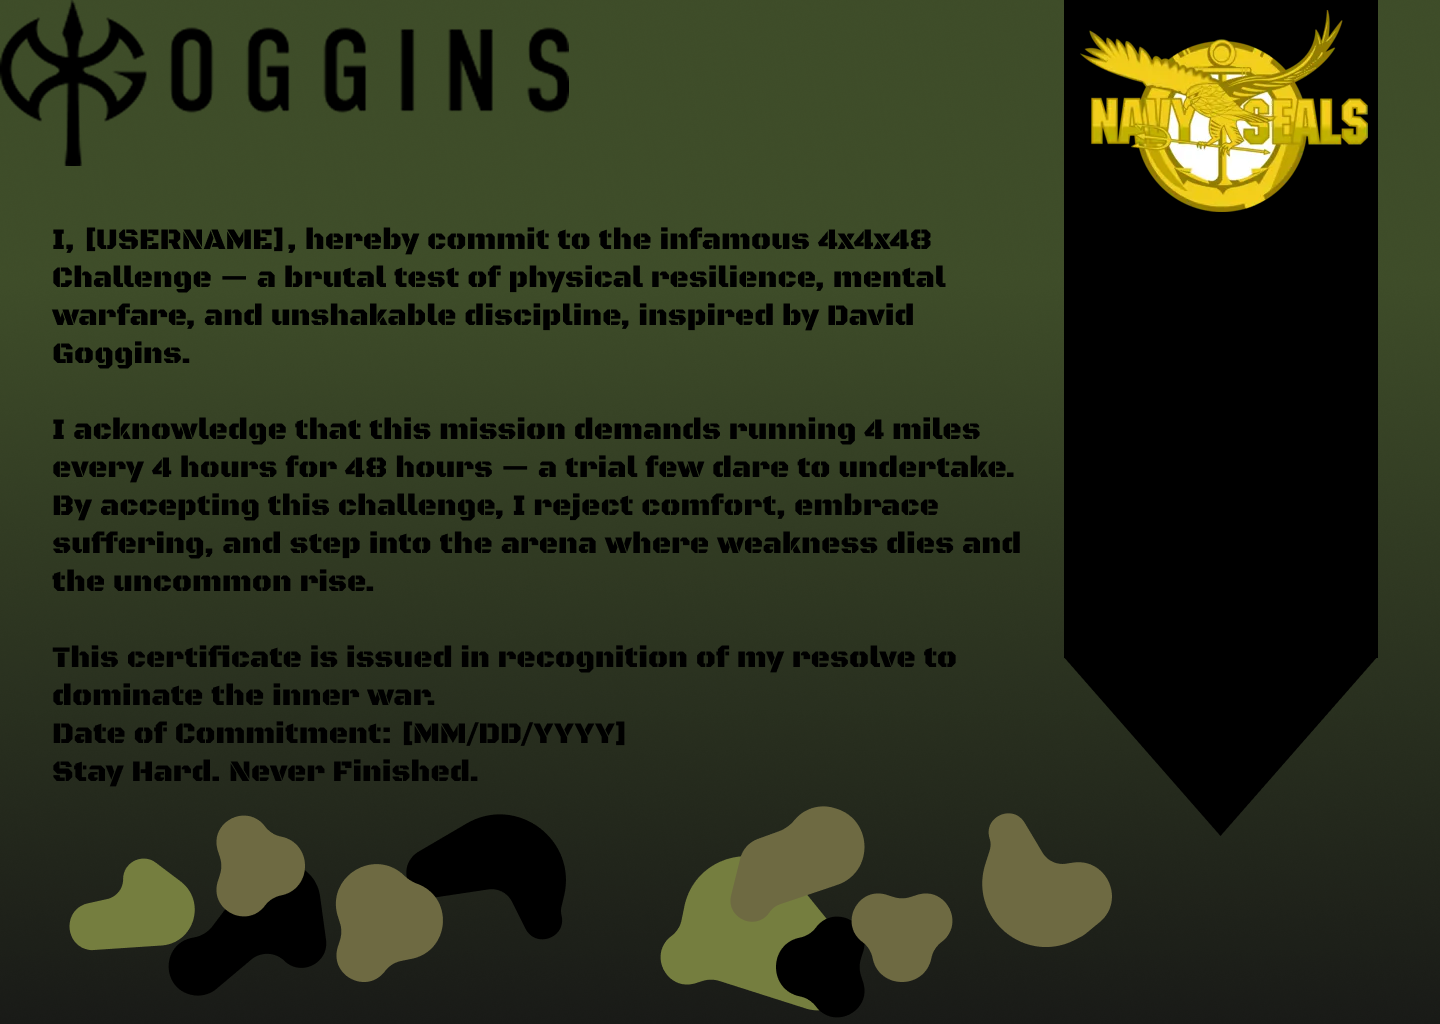 OGGINS
NAVY SEALS
I, [USERNAME], hereby commit to the infamous 4x4x48
Challenge — a brutal test of physical resilience, mental
warfare, and unshakable discipline, inspired by David
Goggins.
I acknowledge that this mission demands running 4 miles
every 4 hours for 48 hours — a trial few dare to undertake.
By accepting this challenge, I reject comfort, embrace
suffering, and step into the arena where weakness dies and
the uncommon rise.
This certificate is issued in recognition of my resolve to
dominate the inner war.
Date of Commitment: [MM/DD/YYYY]
Stay Hard. Never Finished.